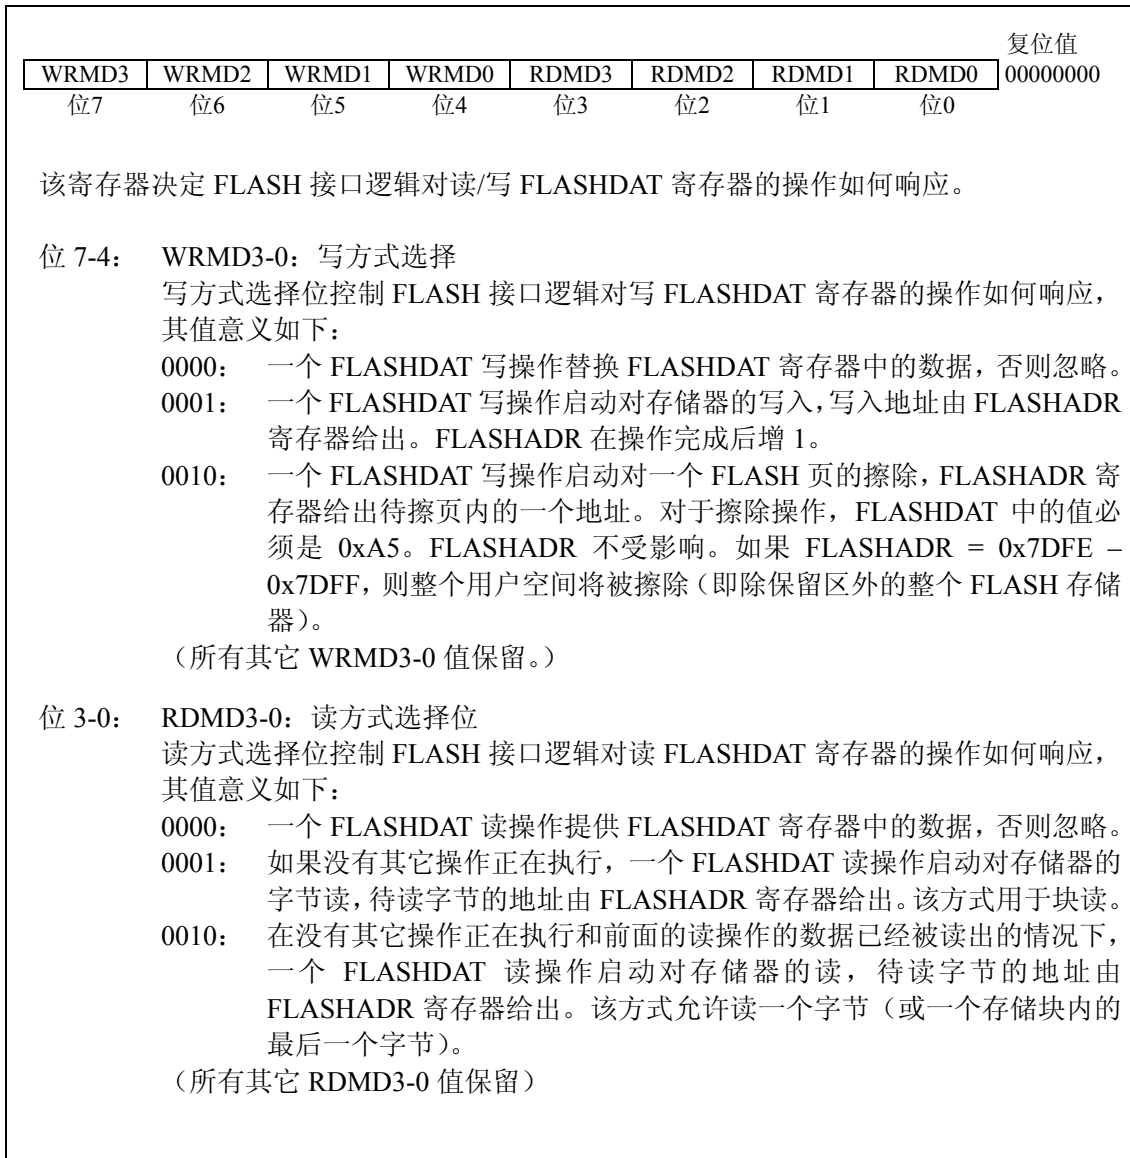 复位值
WRMD3 WRMD2 WRMD1 WRMD0 RDMD3 RDMD2 RDMD1 RDMD0 00000000
位7 位6 位5 位4 位3 位2 位1 位0
该寄存器决定 FLASH 接口逻辑对读/写 FLASHDAT 寄存器的操作如何响应。
位 7-4： WRMD3-0：写方式选择
写方式选择位控制 FLASH 接口逻辑对写 FLASHDAT 寄存器的操作如何响应，
其值意义如下：
0000： 一个 FLASHDAT 写操作替换 FLASHDAT 寄存器中的数据，否则忽略。
0001： 一个 FLASHDAT 写操作启动对存储器的写入，写入地址由 FLASHADR
寄存器给出。FLASHADR 在操作完成后增 1。
0010： 一个 FLASHDAT 写操作启动对一个 FLASH 页的擦除，FLASHADR 寄
存器给出待擦页内的一个地址。对于擦除操作，FLASHDAT 中的值必
须是 0xA5。FLASHADR 不受影响。如果 FLASHADR = 0x7DFE –
0x7DFF，则整个用户空间将被擦除（即除保留区外的整个 FLASH 存储
器）。
（所有其它 WRMD3-0 值保留。）
位 3-0： RDMD3-0：读方式选择位
读方式选择位控制 FLASH 接口逻辑对读 FLASHDAT 寄存器的操作如何响应，
其值意义如下：
0000： 一个 FLASHDAT 读操作提供 FLASHDAT 寄存器中的数据，否则忽略。
0001： 如果没有其它操作正在执行，一个 FLASHDAT 读操作启动对存储器的
字节读，待读字节的地址由 FLASHADR 寄存器给出。该方式用于块读。
0010： 在没有其它操作正在执行和前面的读操作的数据已经被读出的情况下，
一个 FLASHDAT 读操作启动对存储器的读，待读字节的地址由
FLASHADR 寄存器给出。该方式允许读一个字节（或一个存储块内的
最后一个字节）。
（所有其它 RDMD3-0 值保留）